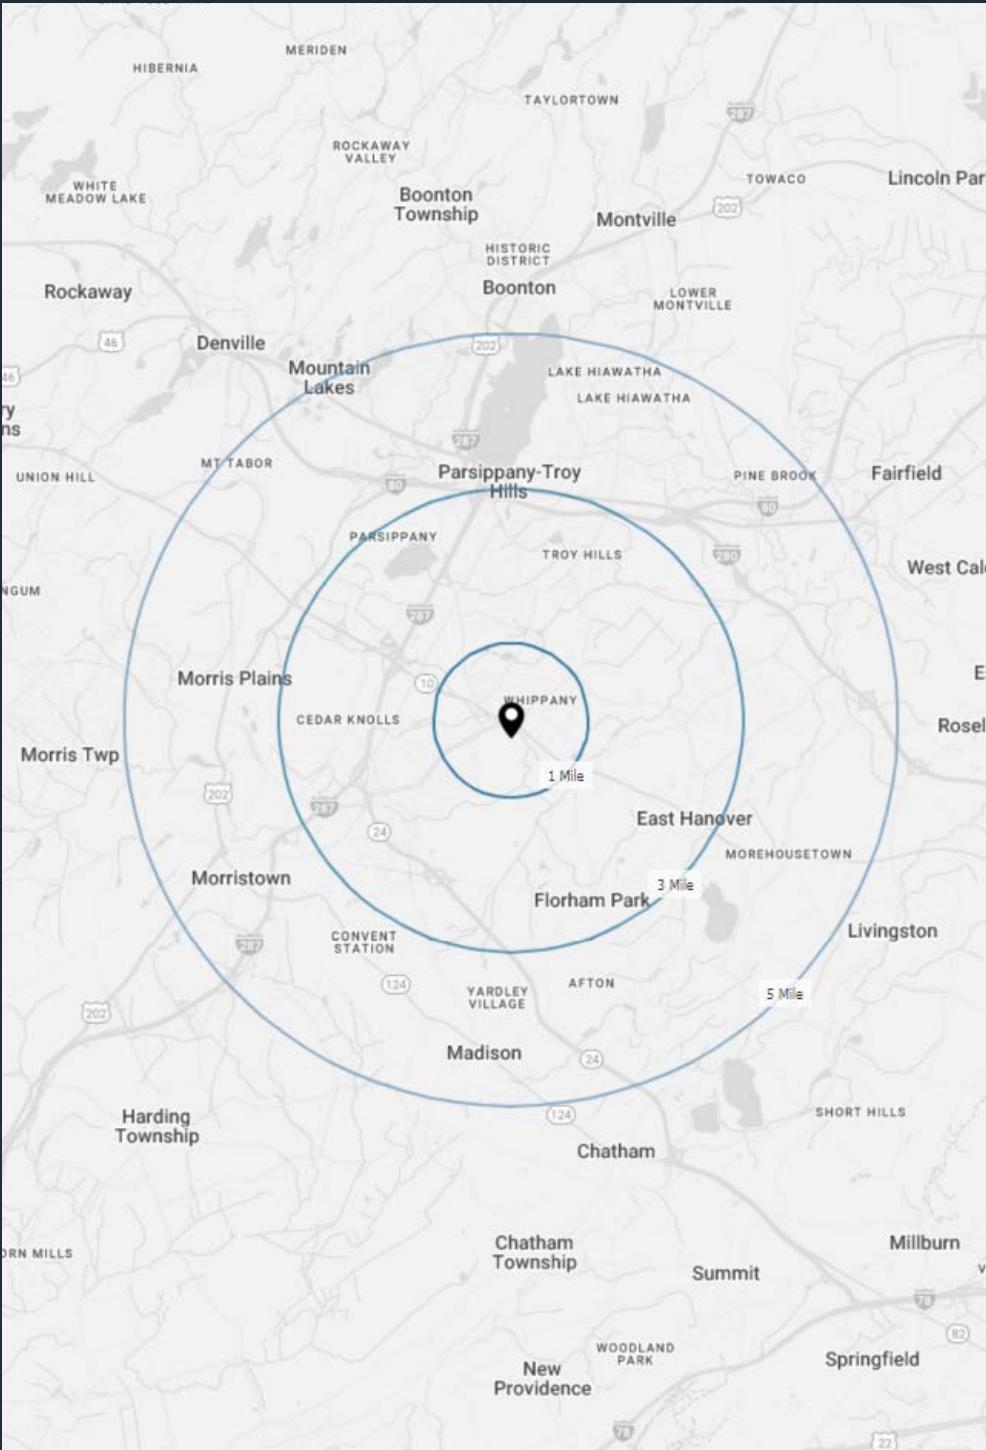 MERIDEN
HIBERNIA
TAYLORTOWN
287
ROCKAWAY
VALLEY
TOWACO
Lincoln Par
WHITE
MEADOW LAKE
Boonton
Township
202
Montville
HISTORIC
DISTRICT
Boonton
Rockaway
LOWER
MONTVILLE
46
Denville
202
Mountain
Lakes
LAKE HIAWATHA
46
LAKE HIAWATHA
ry
ns
287
MT TABOR
UNION HILL
Parsippany-Troy
Hills
PINE BROOK
Fairfield
80
80
PARSIPPANY
TROY HILLS
280
West Cal
NGUM
287
Morris Plains
10
E
WHIPPANY
CEDAR KNOLLS
Rosel
Morris Twp
1 Mile
202
287
East Hanover
24
MOREHOUSETOWN
Morristown
3 Mile
Florham Park
Livingston
CONVENT
STATION
287
124
AFTON
5 Mile
YARDLEY
VILLAGE
202
Madison
24
Harding
Township
124
SHORT HILLS
Chatham
Chatham
Township
Millburn
ORN MILLS
Summit
V
78
82
WOODLAND
PARK
Springfield
New
Providence
78
22